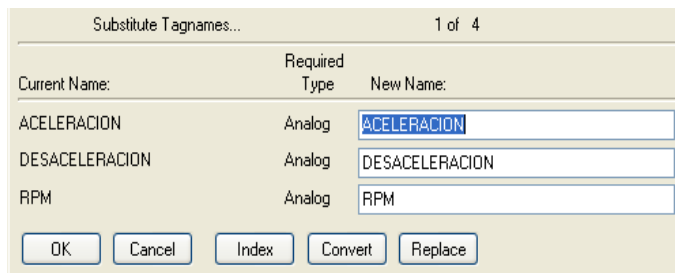 Substitute Tagnames... 1 of 4
Required
Current Name: Type New Name:
ACELERACION Analog ACELERACION
DESACELERACION Analog DESACELERACION
RPM Analog RPM
OK Cancel Index Convert Replace